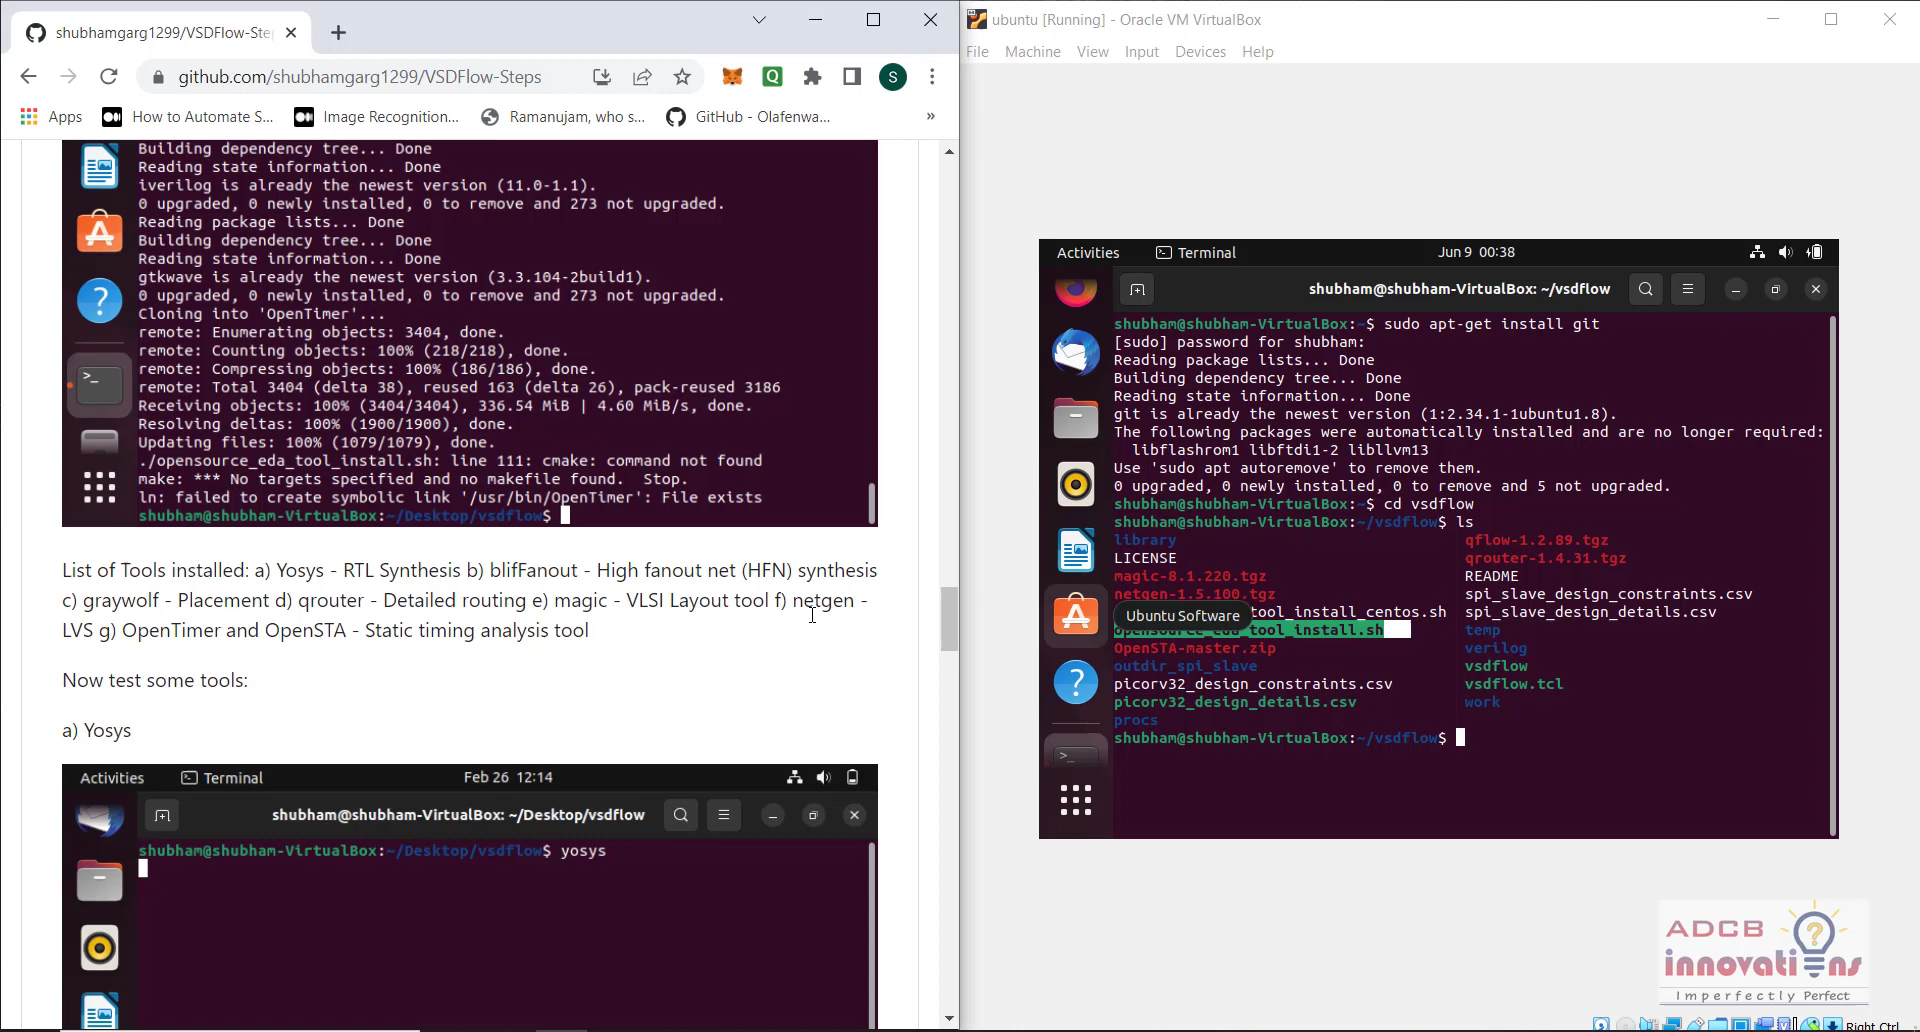 shubhamgarg1299/VSDFlow-Ste
github.com/shubhamgarg1299/VSDFlow-Steps
S
Apps
How to Automate S...
Image Recognition...
Ramanujam, who s...
GitHub - Olafenwa...
»
Building dependency tree... Done
Reading state information... Done
iverilog is already the newest version (11.0-1.1).
0 upgraded, 0 newly installed, 0 to remove and 273 not upgraded.
Reading package lists... Done
Building dependency tree... Done
Reading state information... Done
gtkwave is already the newest version (3.3.104-2build1).
0 upgraded, 0 newly installed, 0 to remove and 273 not upgraded.
Cloning into 'OpenTimer'...
remote: Enumerating objects: 3404, done.
remote: Counting objects: 100% (218/218), done.
remote: Compressing objects: 100% (186/186), done.
remote: Total 3404 (delta 38), reused 163 (delta 26), pack-reused 3186
Receiving objects: 100% (3404/3404), 336.54 MiB | 4.60 MiB/s, done.
Resolving deltas: 100% (1900/1900), done.
Updating files: 100% (1079/1079), done.
./opensource_eda_tool_install.sh: line 111: cmake: command not found
make: *** No targets specified and no makefile found.  Stop.
ln: failed to create symbolic link '/usr/bin/OpenTimer': File exists
shubham@shubham-VirtualBox:~/Desktop/vsdflow$
List of Tools installed: a) Yosys - RTL Synthesis b) blifFanout - High fanout net (HFN) synthesis
c) graywolf - Placement d) qrouter - Detailed routing e) magic - VLSI Layout tool f) netgen -
LVS g) OpenTimer and OpenSTA - Static timing analysis tool
Now test some tools:
a) Yosys
Activities
Terminal
Feb 26 12:14
shubham@shubham-VirtualBox: ~/Desktop/vsdflow
shubham@shubham-VirtualBox:~/Desktop/vsdflow$ yosys
ubuntu [Running] - Oracle VM VirtualBox
File Machine View Input Devices Help
Activities
Terminal
Jun 9 00:38
shubham@shubham-VirtualBox: ~/vsdflow
shubham@shubham-VirtualBox:~$ sudo apt-get install git
[sudo] password for shubham:
Reading package lists... Done
Building dependency tree... Done
Reading state information... Done
git is already the newest version (1:2.34.1-1ubuntu1.8).
The following packages were automatically installed and are no longer required:
libflashrom1 libftdi1-2 libllvm13
Use 'sudo apt autoremove' to remove them.
0 upgraded, 0 newly installed, 0 to remove and 5 not upgraded.
shubham@shubham-VirtualBox:~$ cd vsdflow
shubham@shubham-VirtualBox:~/vsdflow$ ls
library qflow-1.2.89.tgz
LICENSE qrouter-1.4.31.tgz
magic-8.1.220.tgz README
netgen-1.5.100.tgz spi_slave_design_constraints.csv
tool_install_centos.sh spi_slave_design_details.csv
Ubuntu Software
opensource_eda_tool_install.sh temp
OpenSTA-master.zip verilog
outdir_spi_slave vsdflow
picorv32_design_constraints.csv vsdflow.tcl
picorv32_design_details.csv work
procs
shubham@shubham-VirtualBox:~/vsdflow$
ADCB
innovati?ns
Imperfectly Perfect
Right Ctrl